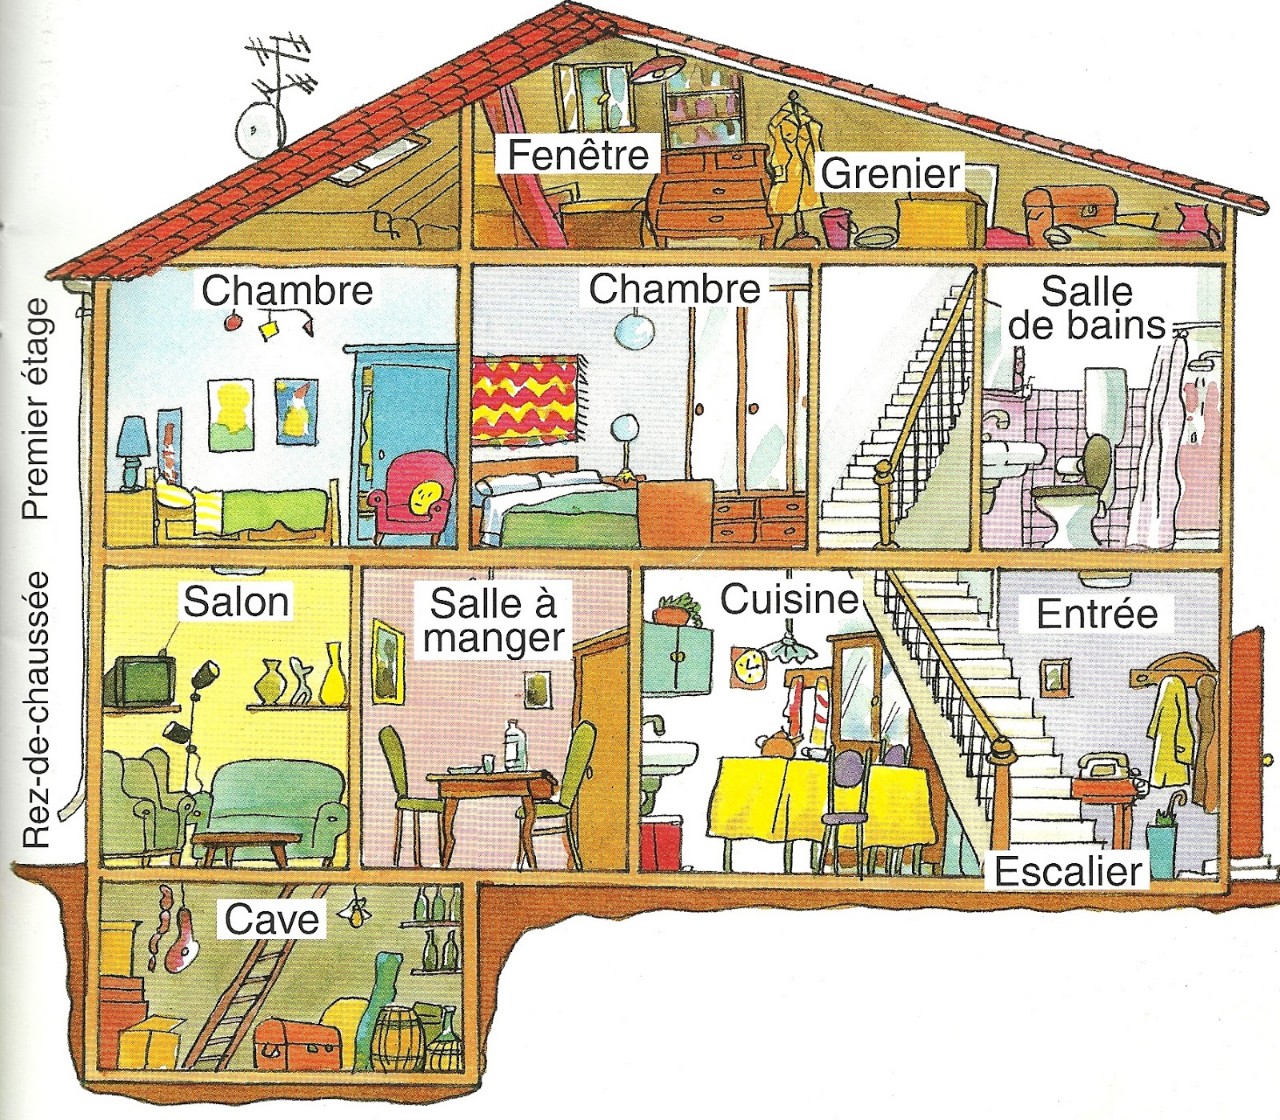 Fenêtre
Grenier
Chambre
Chambre
Salle
de bains
Premier étage
Salon
Salle à
manger
Cuisine
Entrée
Rez-de-chaussée
Escalier
Cave